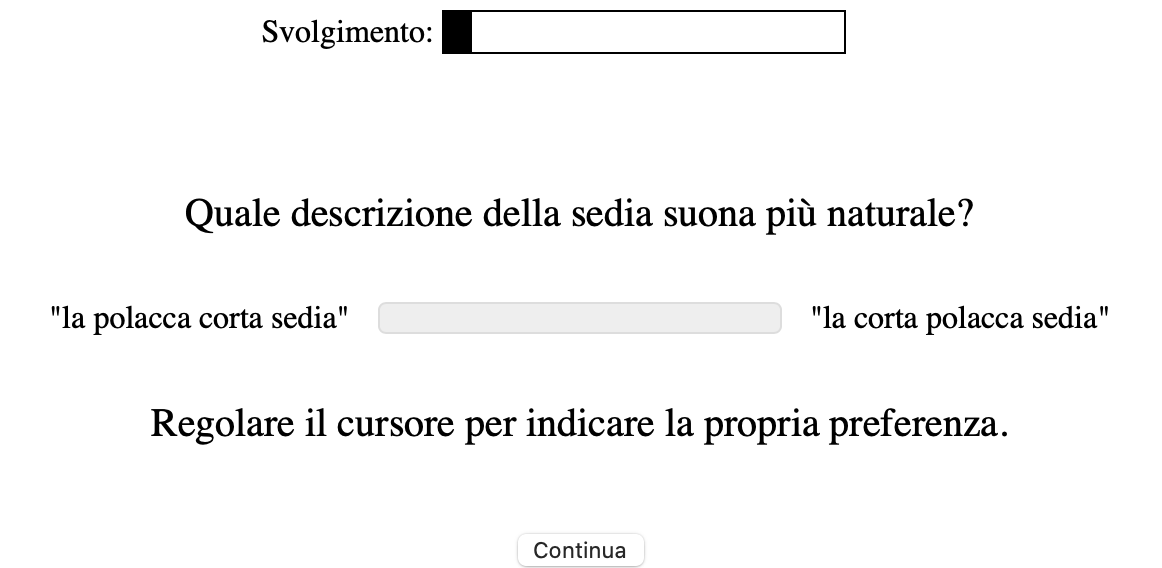 Svolgimento:
Quale descrizione della sedia suona più naturale?
"la polacca corta sedia" "la corta polacca sedia"
Regolare il cursore per indicare la propria preferenza.
Continua